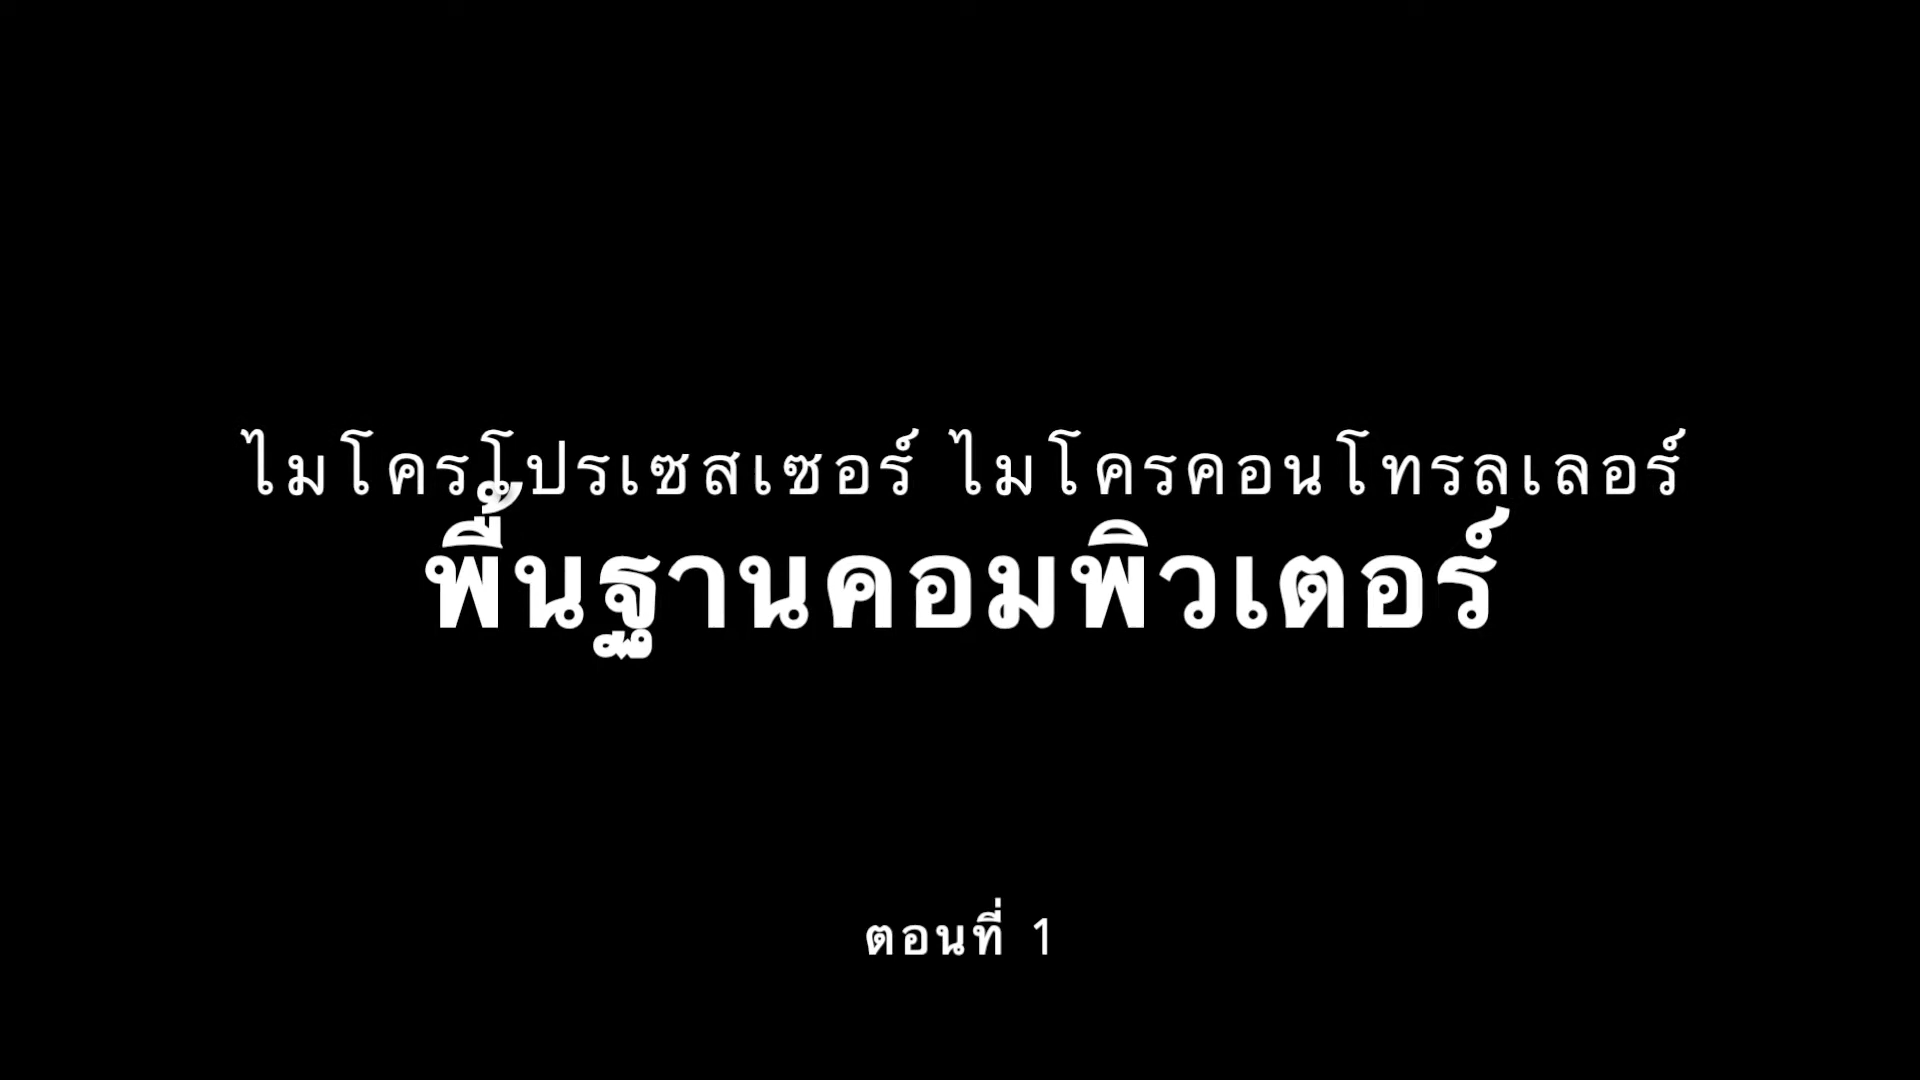 ไมโครโปรเซสเซอร์ ไมโครคอนโทรลเลอร์
พื้นฐานคอมพิวเตอร์
ตอนที่ 1